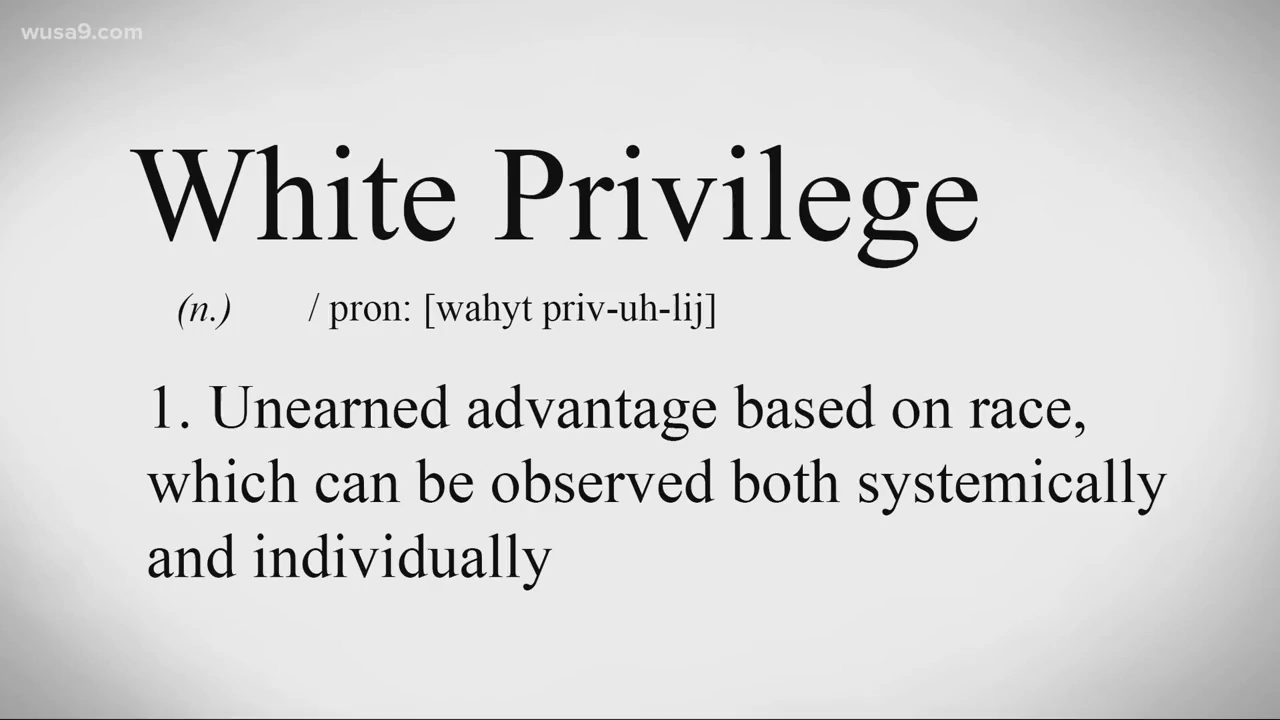 wusa9.com
White Privilege
(n.) / pron: [wahyt priv-uh-lij]
1. Unearned advantage based on race,
which can be observed both systemically
and individually